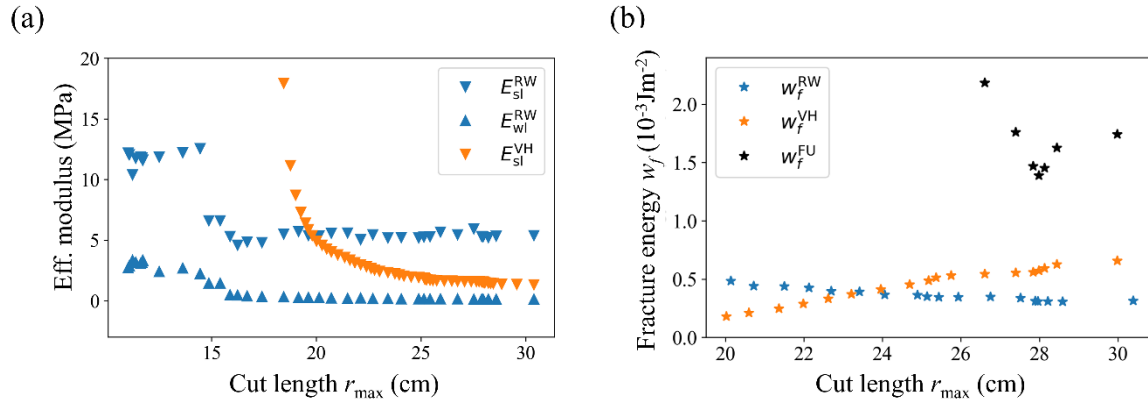 (a)
20
15
10
5
0
Eff. modulus (MPa)
E_sl^RW
E_wl^RW
E_sl^VH
15
20
25
30
Cut length r_max (cm)
(b)
2.0
1.5
1.0
0.5
0.0
Fracture energy w_f (10^-3 Jm^-2)
w_f^RW
w_f^VH
w_f^FU
20
22
24
26
28
30
Cut length r_max (cm)